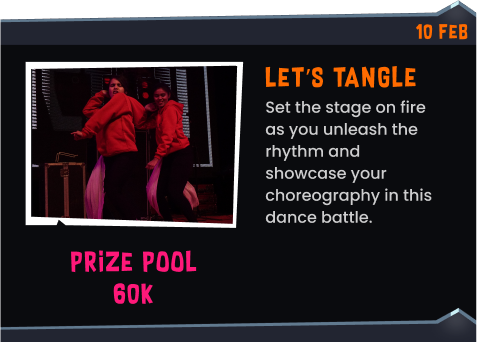 10 FEB
LET'S TANGLE
Set the stage on fire
as you unleash the
rhythm and
showcase your
choreography in this
dance battle.
PRiZE POOL
60K